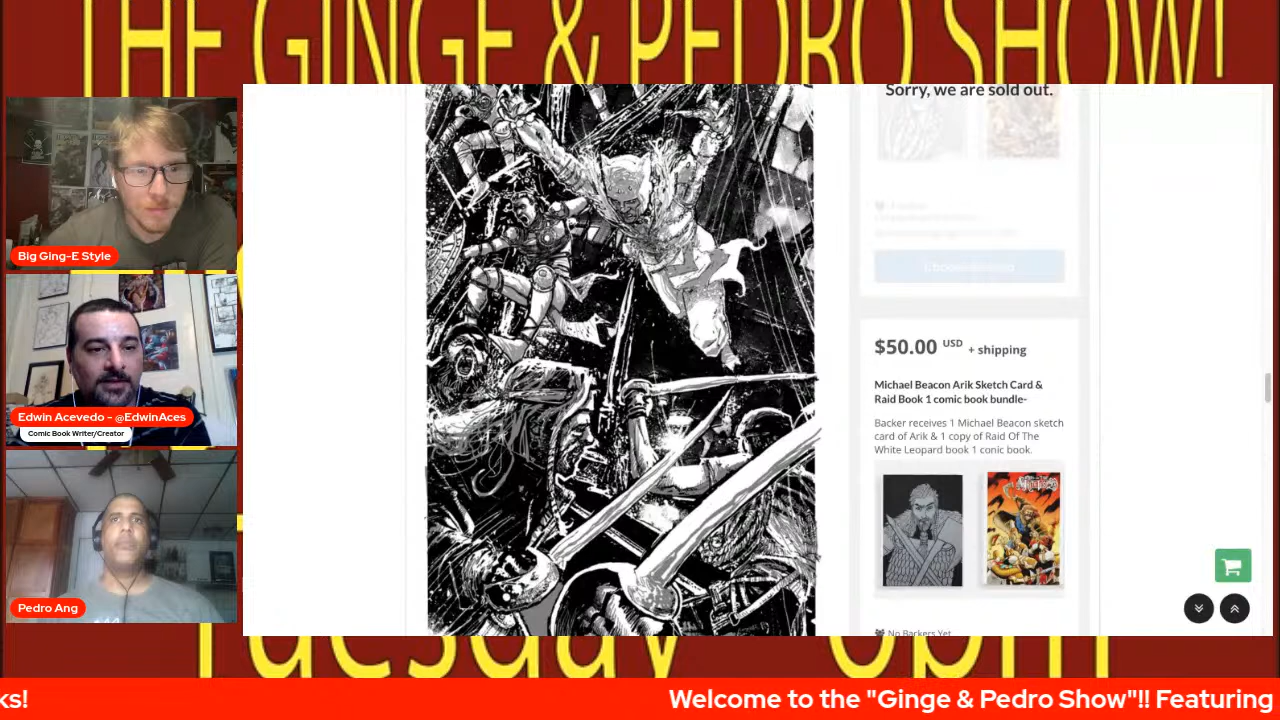 THE GINGE & PEDRO SHOW!
Big Ging-E Style
Edwin Acevedo - @EdwinAces
Comic Book Writer/Creator
Pedro Ang
Sorry, we are sold out.
$50.00 USD + shipping
Michael Beacon Arik Sketch Card &
Raid Book 1 comic book bundle-
Backer receives 1 Michael Beacon sketch
card of Arik & 1 copy of Raid Of The
White Leopard book 1 conic book.
No Backers Yet
Tuesday
ks!
Welcome to the "Ginge & Pedro Show"!! Featuring